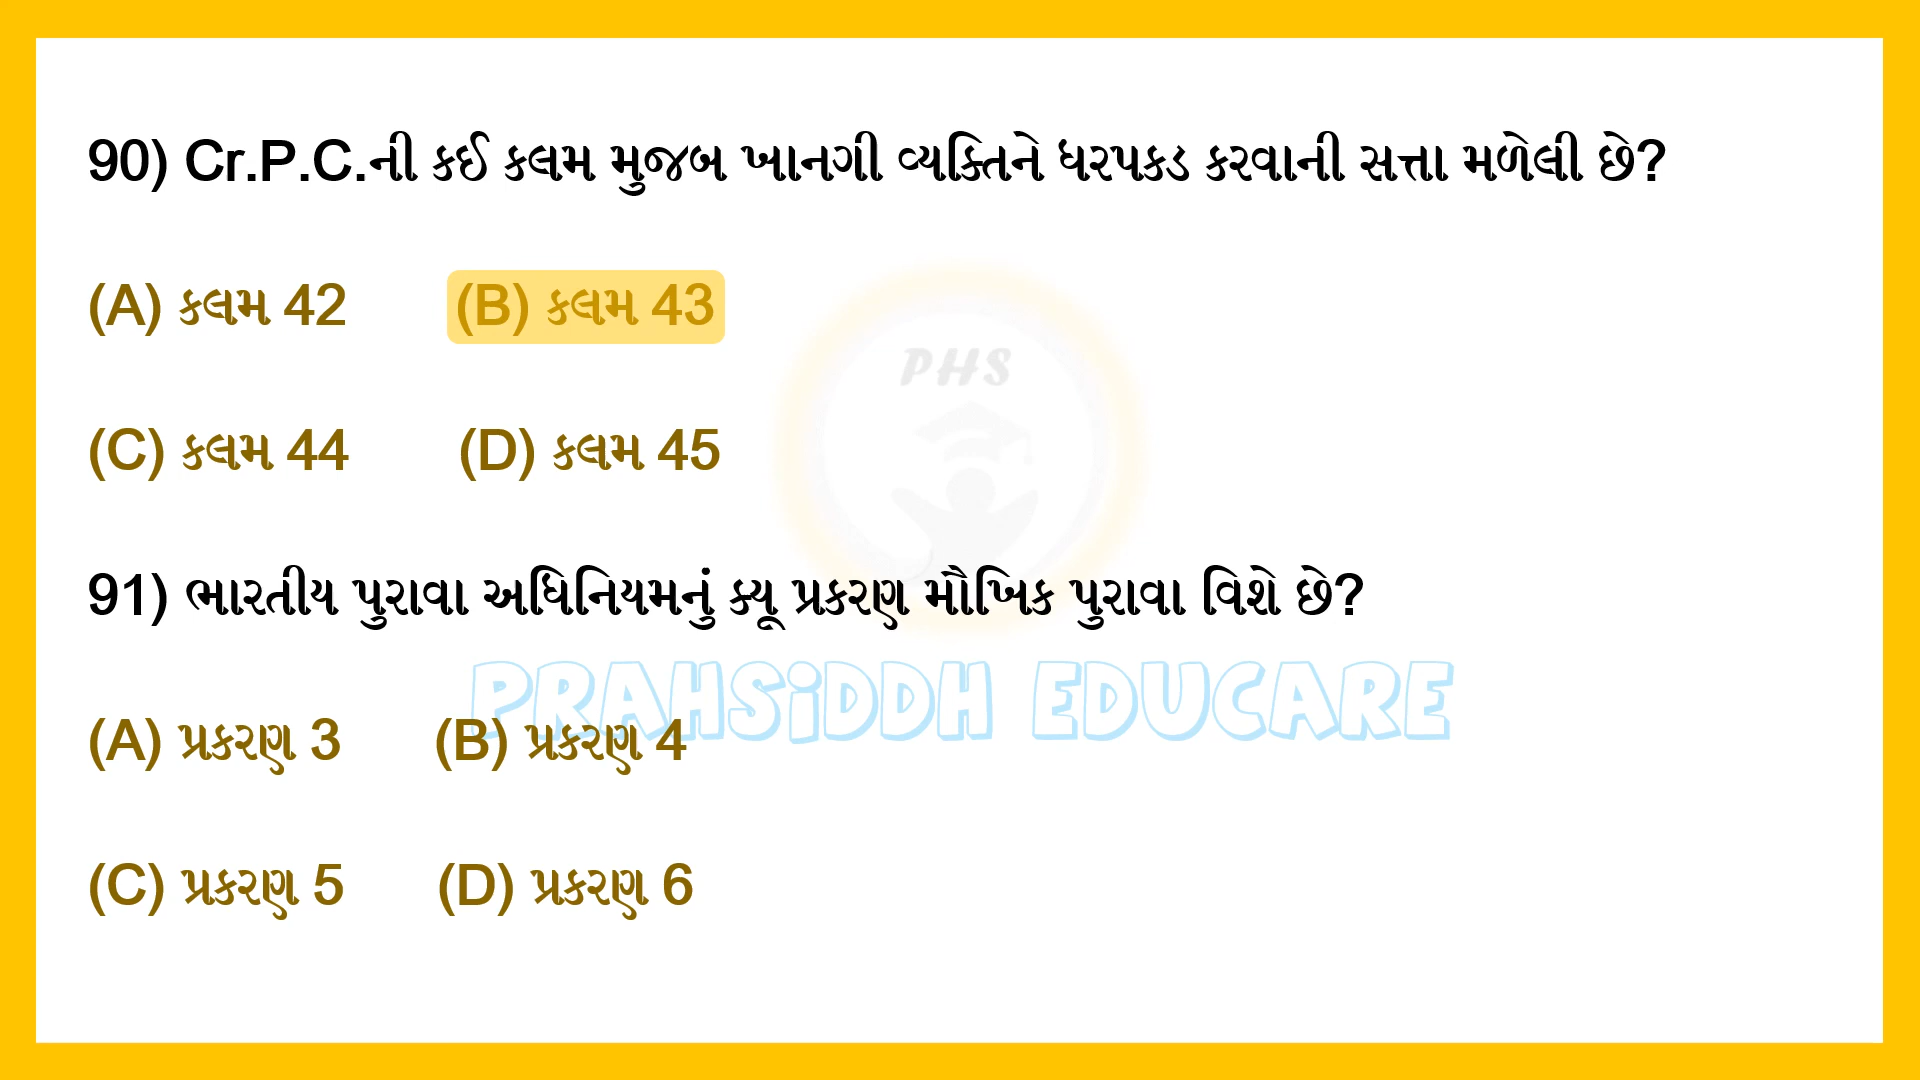 90) Cr.P.C.ની કઈ કલમ મુજબ ખાનગી વ્યક્તિને ધરપકડ કરવાની સત્તા મળેલી છે?
(A) કલમ 42 (B) કલમ 43
PHS
(C) કલમ 44 (D) કલમ 45
91) ભારતીય પુરાવા અધિનિયમનું ક્યૂ પ્રકરણ મૌખિક પુરાવા વિશે છે?
PRAHSIDDH EDUCARE
(A) પ્રકરણ 3 (B) પ્રકરણ 4
(C) પ્રકરણ 5 (D) પ્રકરણ 6